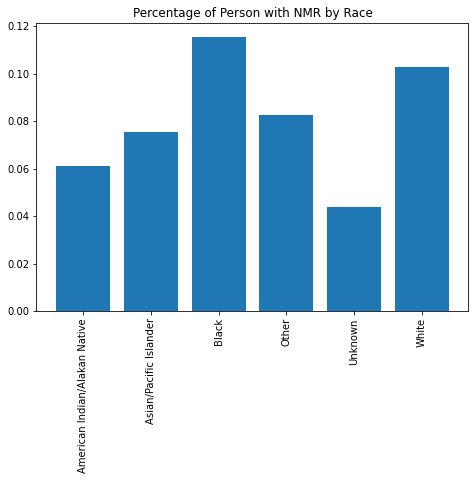 Percentage of Person with NMR by Race
0.12
0.10
0.08
0.06
0.04
0.02
0.00
American Indian/Alakan Native
Asian/Pacific Islander
Black
Other
Unknown
White